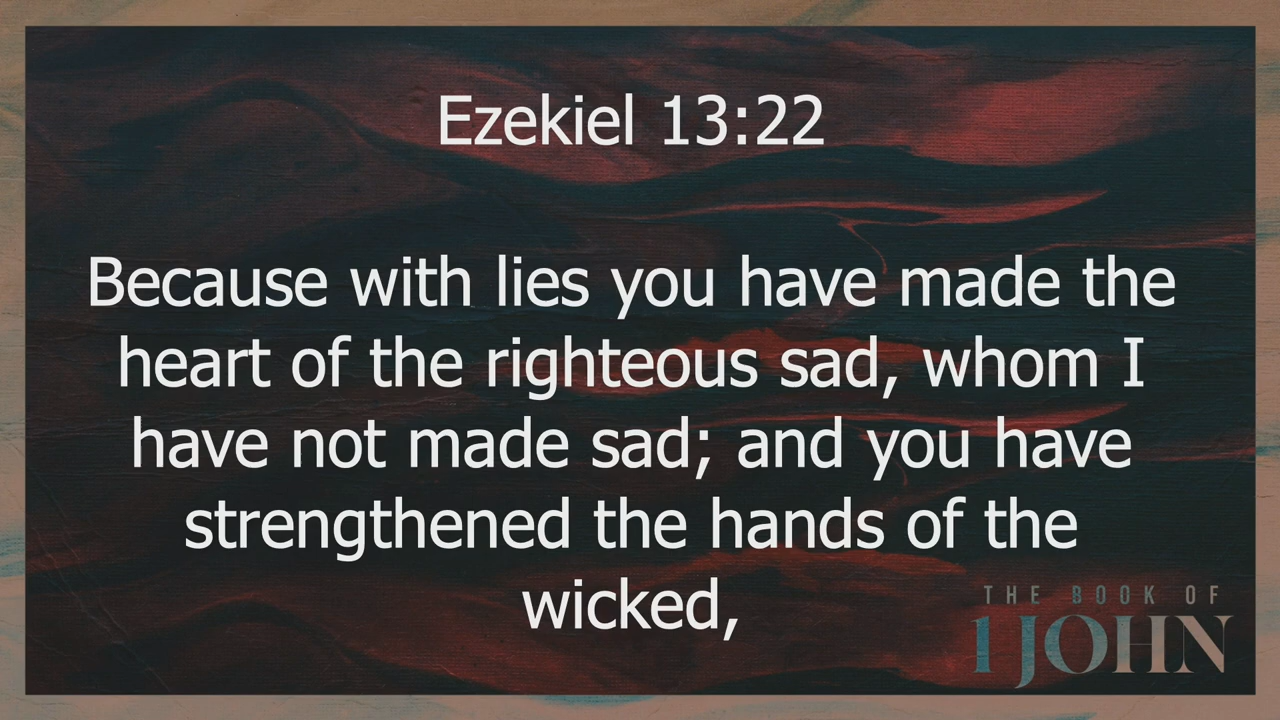 Ezekiel 13:22
Because with lies you have made the
heart of the righteous sad, whom I
have not made sad; and you have
strengthened the hands of the
wicked,
THE BOOK OF
1 JOHN